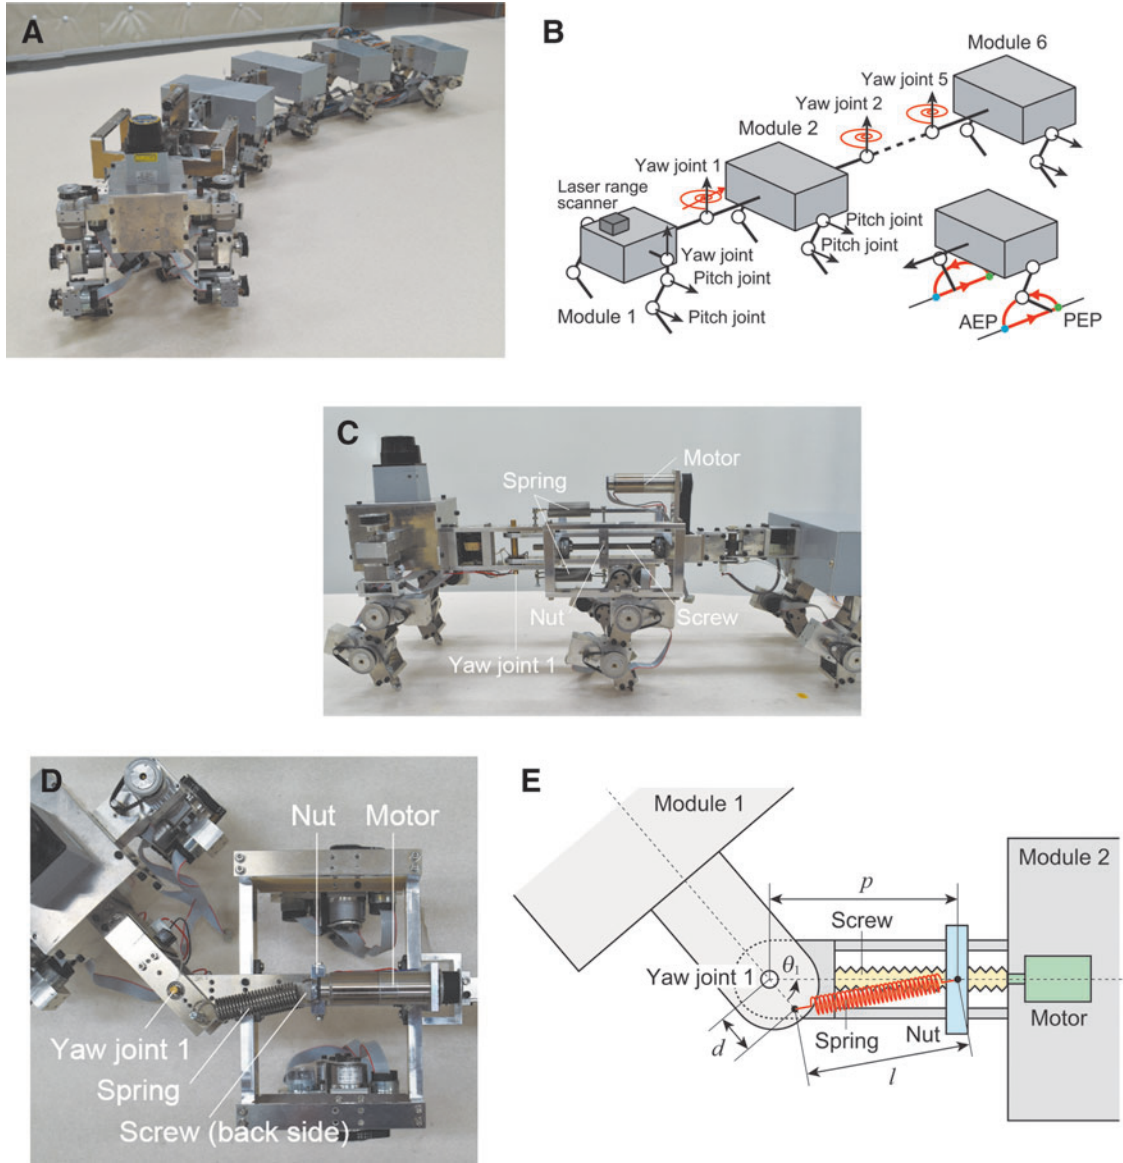 A
B
Module 6
Yaw joint 5
Yaw joint 2
Module 2
Yaw joint 1
Laser range
scanner
Pitch joint
Yaw joint
Pitch joint
Pitch joint
Module 1
Pitch joint
AEP
PEP
C
Motor
Spring
Nut
Screw
Yaw joint 1
D
Nut
Motor
Yaw joint 1
Spring
Screw (back side)
E
Module 1
Module 2
p
Screw
Yaw joint 1
θ1
Motor
Spring
Nut
d
l